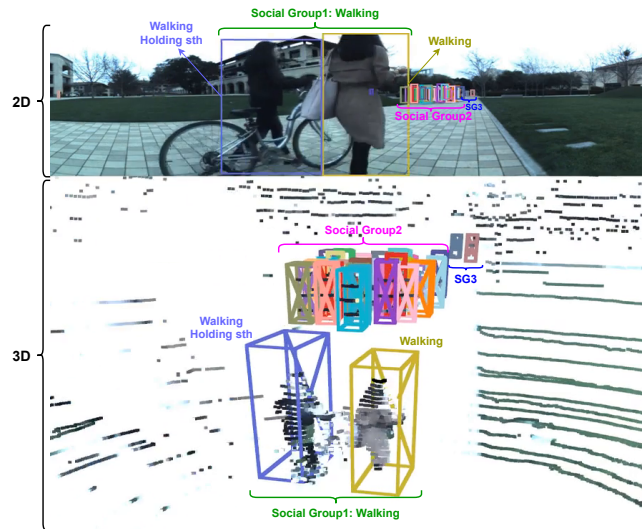 Social Group1: Walking
Walking
Holding sth
Walking
2D
Social Group2
SG3
Social Group2
SG3
Walking
Holding sth
Walking
3D
Social Group1: Walking